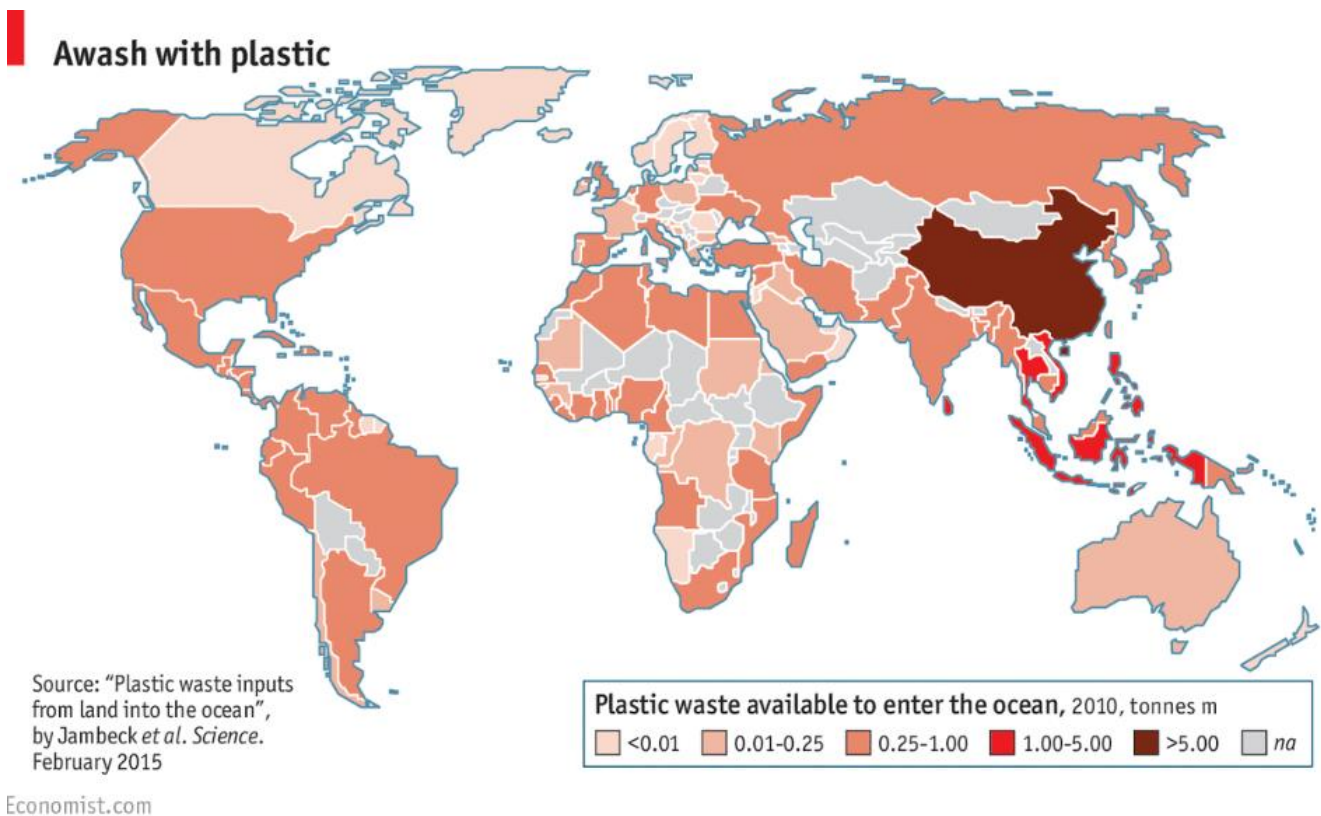 Awash with plastic
Source: “Plastic waste inputs
from land into the ocean”,
by Jambeck et al. Science.
February 2015
Plastic waste available to enter the ocean, 2010, tonnes m
<0.01 0.01-0.25 0.25-1.00 1.00-5.00 >5.00 na
Economist.com